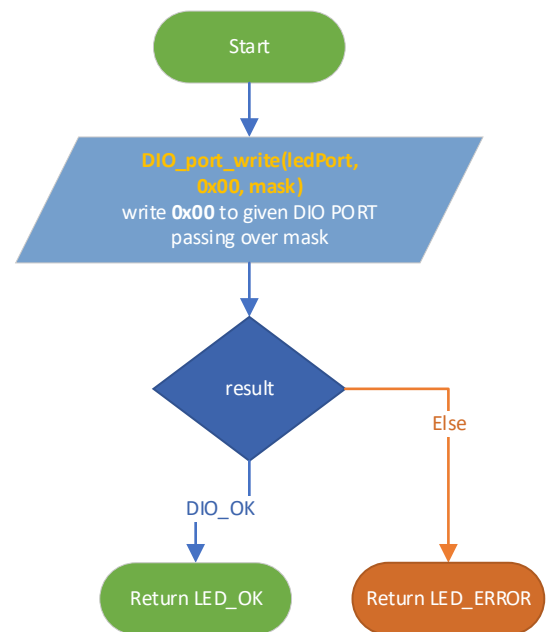 Start
DIO_port_write(ledPort,
0x00, mask)
write 0x00 to given DIO PORT
passing over mask
result
Else
DIO_OK
Return LED_OK
Return LED_ERROR